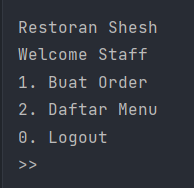 Restoran Shesh
Welcome Staff
1. Buat Order
2. Daftar Menu
0. Logout
>>